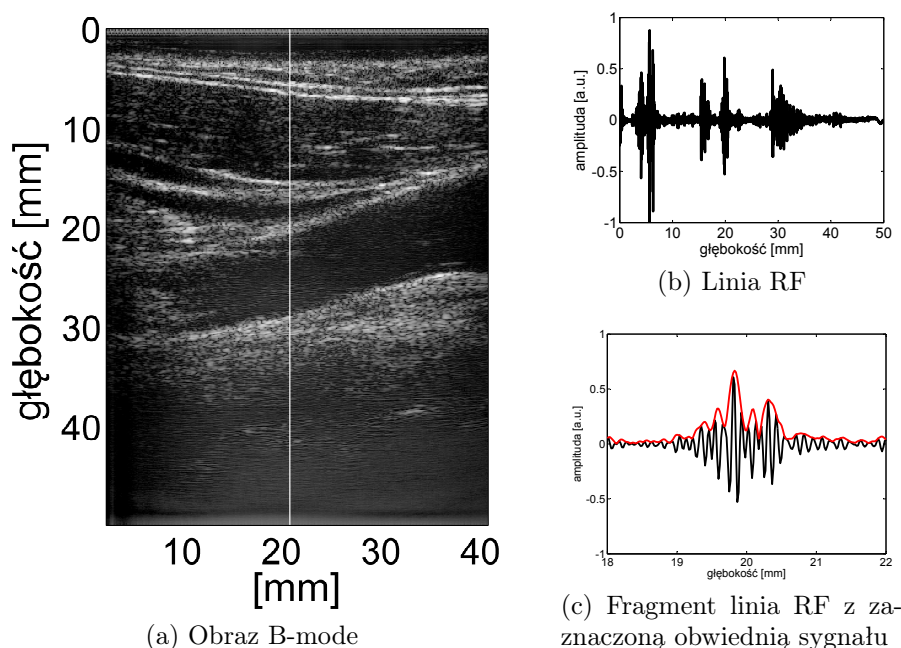 0
10
20
30
40
głębokość [mm]
10 20 30 40
[mm]
(a) Obraz B-mode
1
0.5
0
-0.5
-1
amplituda [a.u.]
0 10 20 30 40 50
głębokość [mm]
(b) Linia RF
1
0.5
0
-0.5
-1
amplituda [a.u.]
18 19 20 21 22
głębokość [mm]
(c) Fragment linia RF z za-
znaczoną obwiednią sygnału